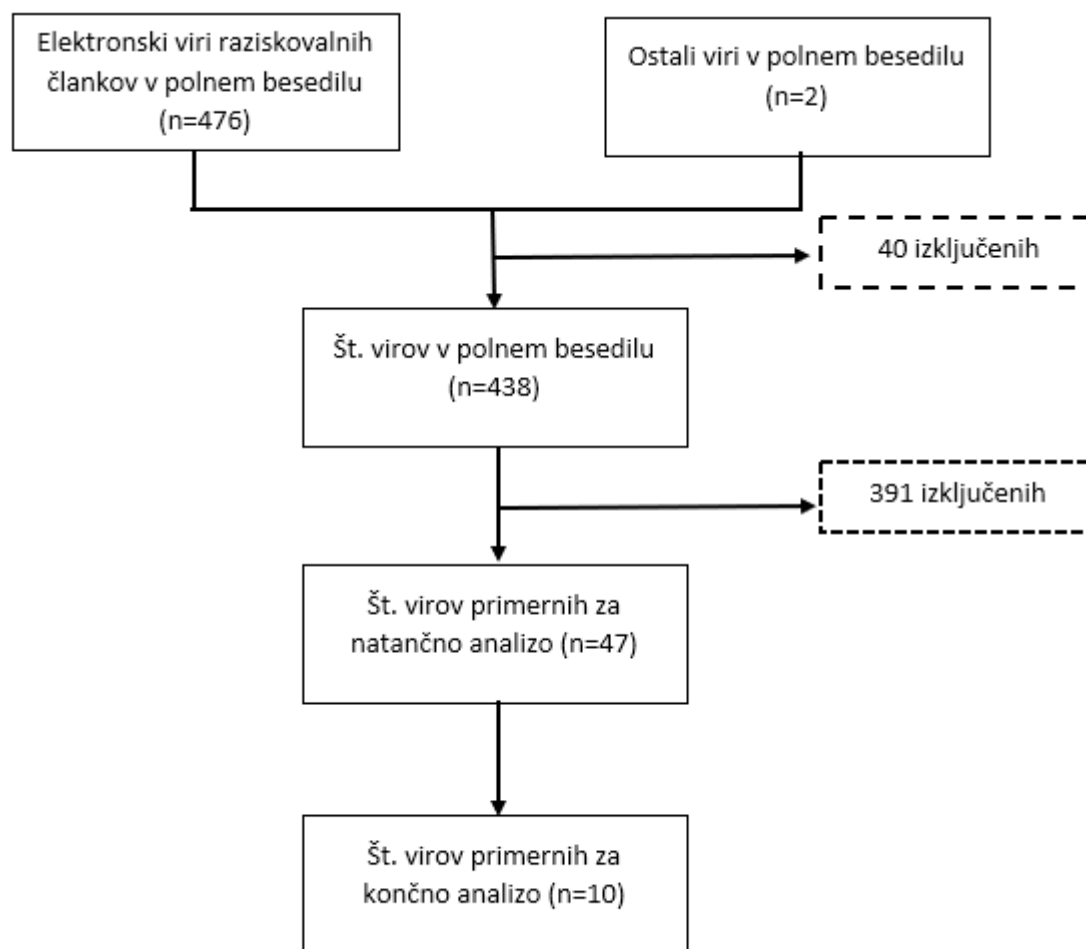 Elektronski viri raziskovalnih
člankov v polnem besedilu
(n=476)
Ostali viri v polnem besedilu
(n=2)
40 izključenih
Št. virov v polnem besedilu
(n=438)
391 izključenih
Št. virov primernih za
natančno analizo (n=47)
Št. virov primernih za
končno analizo (n=10)